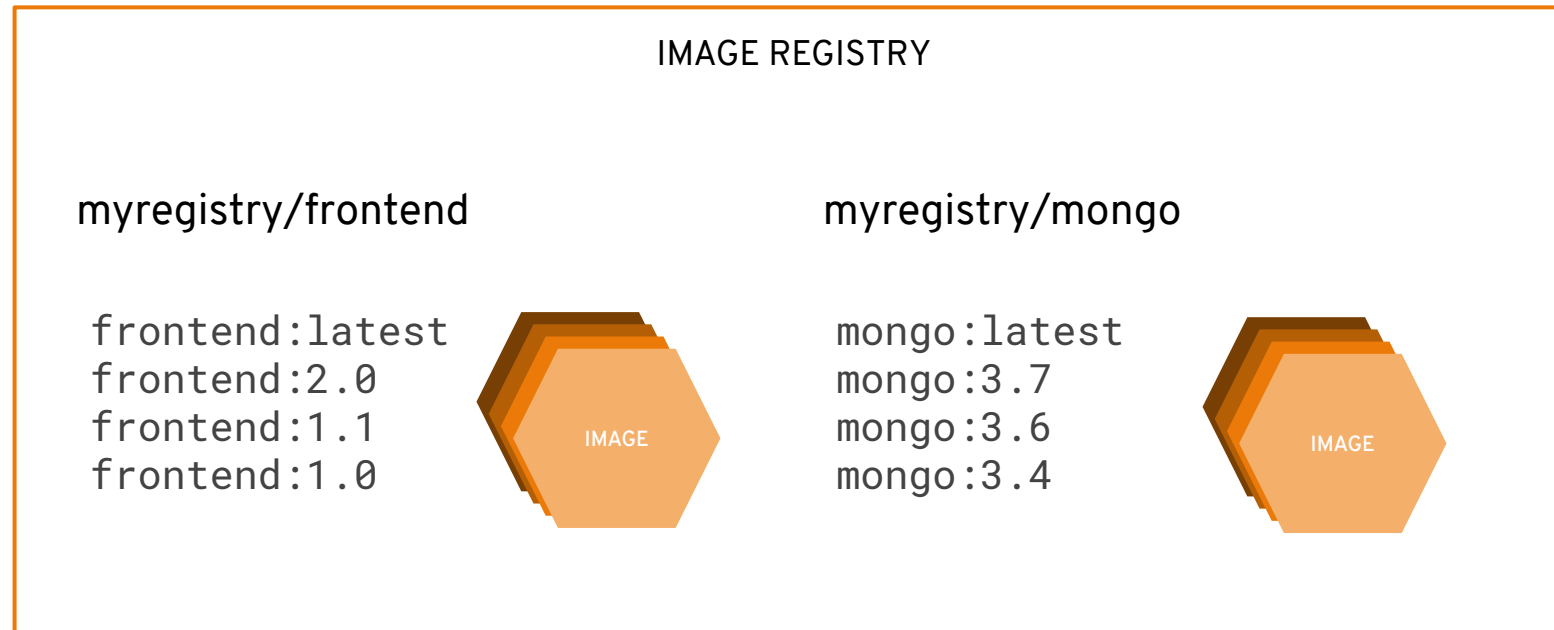 IMAGE REGISTRY
myregistry/frontend
frontend:latest
frontend:2.0
frontend:1.1
frontend:1.0
IMAGE
myregistry/mongo
mongo:latest
mongo:3.7
mongo:3.6
mongo:3.4
IMAGE